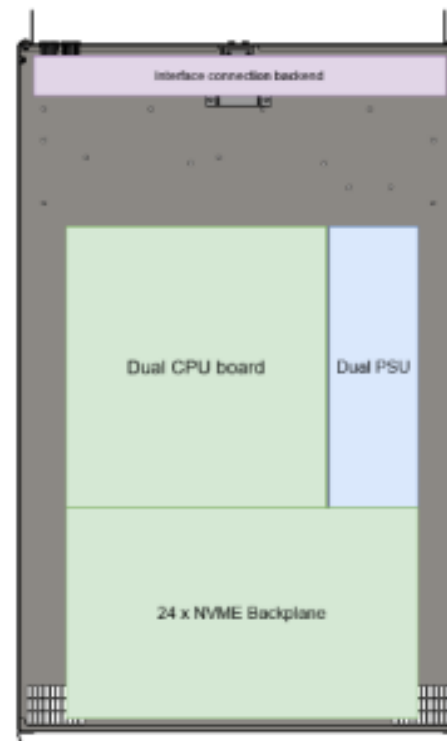 Interface connection backend
Dual CPU board
Dual PSU
24 x NVME Backplane